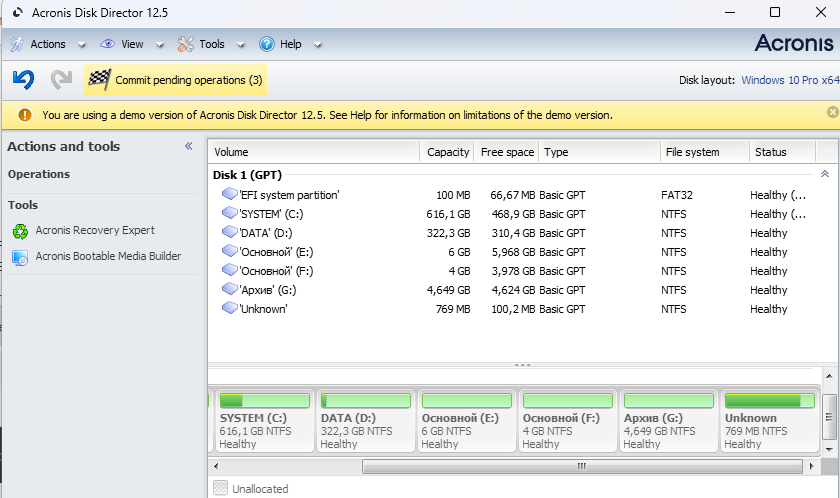 Acronis Disk Director 12.5
Actions View Tools Help Acronis
Commit pending operations (3) Disk layout: Windows 10 Pro x64
You are using a demo version of Acronis Disk Director 12.5. See Help for information on limitations of the demo version.
Actions and tools
Operations
Tools
Acronis Recovery Expert
Acronis Bootable Media Builder
Volume Capacity Free space Type File system Status
Disk 1 (GPT)
'EFI system partition' 100 MB 66,67 MB Basic GPT FAT32 Healthy (...
'SYSTEM' (C:) 616,1 GB 468,9 GB Basic GPT NTFS Healthy (...
'DATA' (D:) 322,3 GB 310,4 GB Basic GPT NTFS Healthy
'Основной' (E:) 6 GB 5,968 GB Basic GPT NTFS Healthy
'Основной' (F:) 4 GB 3,978 GB Basic GPT NTFS Healthy
'Архив' (G:) 4,649 GB 4,624 GB Basic GPT NTFS Healthy
'Unknown' 769 MB 100,2 MB Basic GPT NTFS Healthy
SYSTEM (C:) DATA (D:) Основной (E:) Основной (F:) Архив (G:) Unknown
616,1 GB NTFS 322,3 GB NTFS 6 GB NTFS 4 GB NTFS 4,649 GB NTFS 769 MB NTFS
Healthy Healthy Healthy Healthy Healthy Healthy
Unallocated